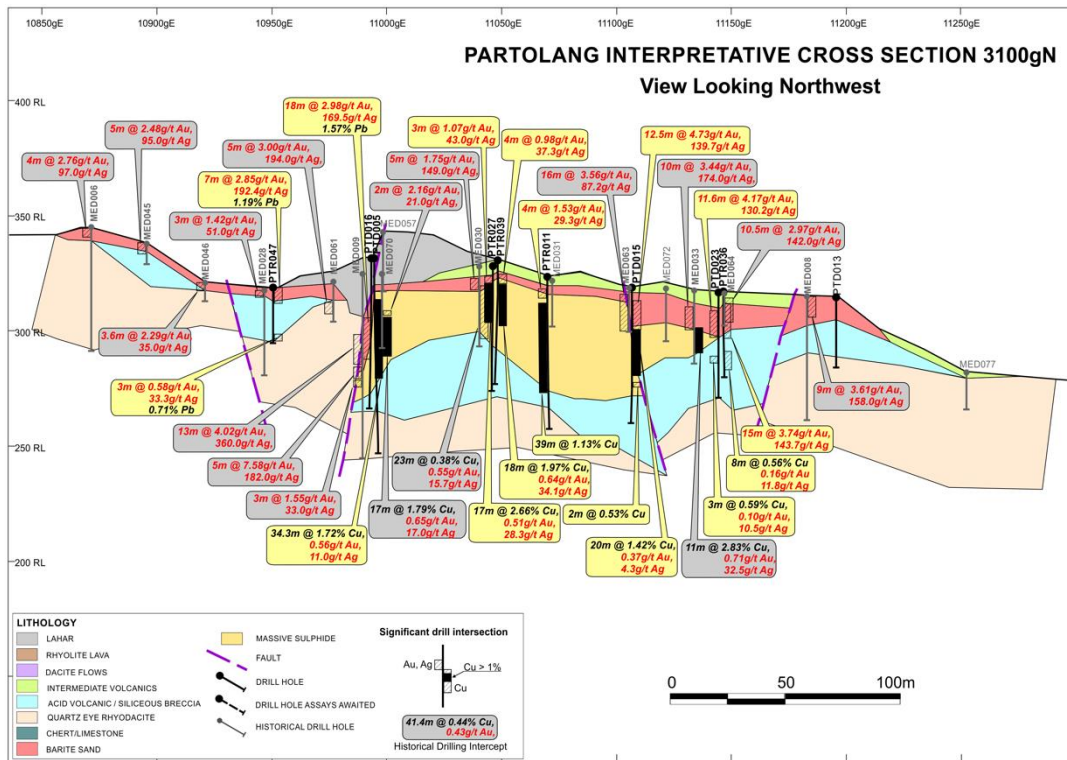 10850gE 10900gE 10950gE 11000gE 11050gE 11100gE 11150gE 11200gE 11250gE
PARTOLANG INTERPRETATIVE CROSS SECTION 3100gN
View Looking Northwest
400 RL
350 RL
300 RL
250 RL
200 RL
4m @ 2.76g/t Au,
97.0g/t Ag
5m @ 2.48g/t Au,
95.0g/t Ag
3m @ 1.42g/t Au,
51.0g/t Ag
7m @ 2.85g/t Au,
192.4g/t Ag
1.19% Pb
5m @ 3.00g/t Au,
194.0g/t Ag,
18m @ 2.98g/t Au,
169.5g/t Ag
1.57% Pb
5m @ 1.75g/t Au,
149.0g/t Ag,
2m @ 2.16g/t Au,
21.0g/t Ag,
3m @ 1.07g/t Au,
43.0g/t Ag
4m @ 0.98g/t Au,
37.3g/t Ag
4m @ 1.53g/t Au,
29.3g/t Ag
16m @ 3.56g/t Au,
87.2g/t Ag
12.5m @ 4.73g/t Au,
139.7g/t Ag
10m @ 3.44g/t Au,
174.0g/t Ag,
11.6m @ 4.17g/t Au,
130.2g/t Ag
10.5m @ 2.97g/t Au,
142.0g/t Ag
MED006
MED045
MED046
MED028
PTR047
MED061
MED009
PTD016
PTD005
MED057
MED070
MED030
PTR027
PTR039
PTR011
MED031
MED063
PTD015
MED072
MED033
PTD023
PTR036
MED064
MED008
PTD013
MED077
3.6m @ 2.29g/t Au,
35.0g/t Ag
3m @ 0.58g/t Au,
33.3g/t Ag
0.71% Pb
13m @ 4.02g/t Au,
360.0g/t Ag,
5m @ 7.58g/t Au,
182.0g/t Ag
3m @ 1.55g/t Au,
33.0g/t Ag
34.3m @ 1.72% Cu,
0.56g/t Au,
11.0g/t Ag
17m @ 1.79% Cu,
0.65g/t Au,
17.0g/t Ag
23m @ 0.38% Cu,
0.55g/t Au,
15.7g/t Ag
17m @ 2.66% Cu,
0.51g/t Au,
28.3g/t Ag
18m @ 1.97% Cu,
0.64g/t Au,
34.1g/t Ag
39m @ 1.13% Cu
2m @ 0.53% Cu
20m @ 1.42% Cu,
0.37g/t Au,
4.3g/t Ag
11m @ 2.83% Cu,
0.71g/t Au,
32.5g/t Ag
3m @ 0.59% Cu
0.10g/t Au,
10.5g/t Ag
8m @ 0.56% Cu
0.16g/t Au
11.8g/t Ag
15m @ 3.74g/t Au,
143.7g/t Ag
9m @ 3.61g/t Au,
158.0g/t Ag
LITHOLOGY
LAHAR
RHYOLITE LAVA
DACITE FLOWS
INTERMEDIATE VOLCANICS
ACID VOLCANIC / SILICEOUS BRECCIA
QUARTZ EYE RHYODACITE
CHERT/LIMESTONE
BARITE SAND
MASSIVE SULPHIDE
FAULT
DRILL HOLE
DRILL HOLE ASSAYS AWAITED
HISTORICAL DRILL HOLE
Significant drill intersection
Au, Ag
Cu > 1%
Cu
41.4m @ 0.44% Cu,
0.43g/t Au,
Historical Drilling Intercept
0 50 100m